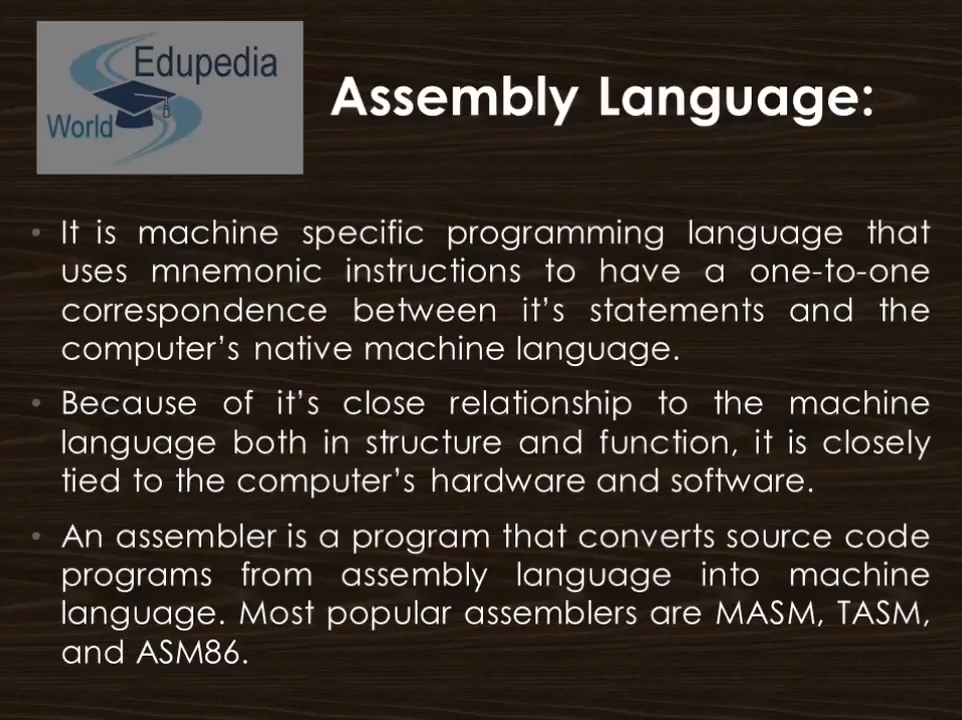 Edupedia
World
Assembly Language:
• It is machine specific programming language that
uses mnemonic instructions to have a one-to-one
correspondence between it’s statements and the
computer’s native machine language.
• Because of it’s close relationship to the machine
language both in structure and function, it is closely
tied to the computer’s hardware and software.
• An assembler is a program that converts source code
programs from assembly language into machine
language. Most popular assemblers are MASM, TASM,
and ASM86.